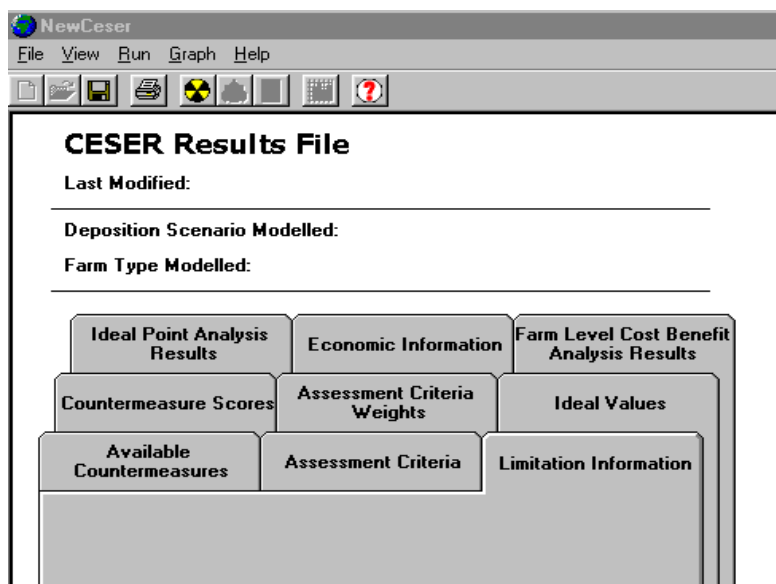 NewCeser
File View Run Graph Help
?
CESER Results File
Last Modified:
Deposition Scenario Modelled:
Farm Type Modelled:
Ideal Point Analysis
Results
Economic Information
Farm Level Cost Benefit
Analysis Results
Countermeasure Scores
Assessment Criteria
Weights
Ideal Values
Available
Countermeasures
Assessment Criteria
Limitation Information